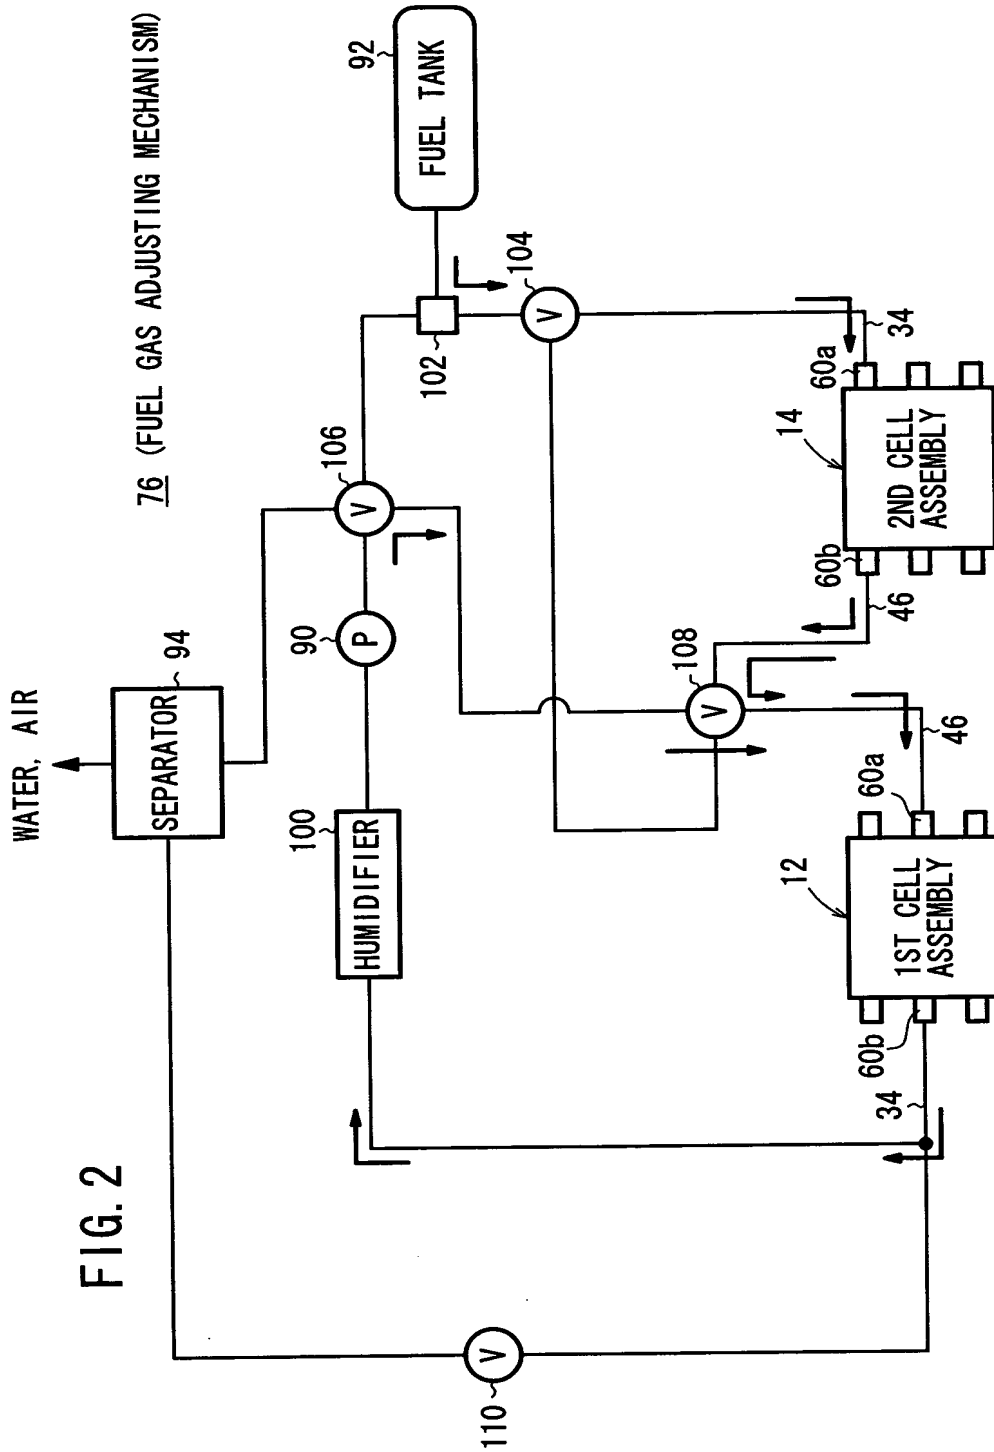 FIG. 2
76 (FUEL GAS ADJUSTING MECHANISM)
WATER, AIR
SEPARATOR
94
110
V
HUMIDIFIER
100
P
90
V
106
102
FUEL TANK
92
V
104
V
108
34
60b
1ST CELL
ASSEMBLY
12
60a
46
46
60b
2ND CELL
ASSEMBLY
14
60a
34